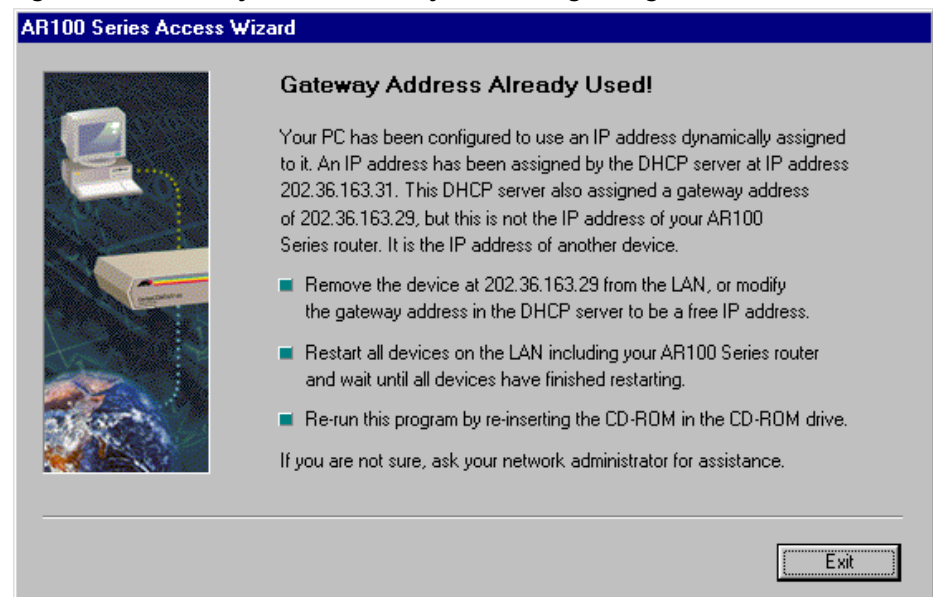 AR100 Series Access Wizard
Gateway Address Already Used!
Your PC has been configured to use an IP address dynamically assigned
to it. An IP address has been assigned by the DHCP server at IP address
202.36.163.31. This DHCP server also assigned a gateway address
of 202.36.163.29, but this is not the IP address of your AR100
Series router. It is the IP address of another device.
Remove the device at 202.36.163.29 from the LAN, or modify
the gateway address in the DHCP server to be a free IP address.
Restart all devices on the LAN including your AR100 Series router
and wait until all devices have finished restarting.
Re-run this program by re-inserting the CD-ROM in the CD-ROM drive.
If you are not sure, ask your network administrator for assistance.
Exit